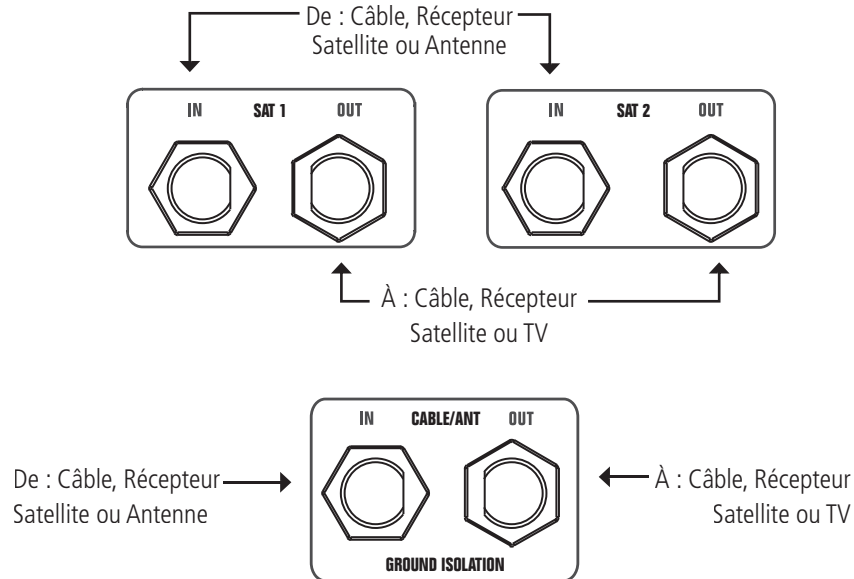 De : Câble, Récepteur
Satellite ou Antenne
IN SAT 1 OUT
IN SAT 2 OUT
À : Câble, Récepteur
Satellite ou TV
IN CABLE/ANT OUT
De : Câble, Récepteur
Satellite ou Antenne
À : Câble, Récepteur
Satellite ou TV
GROUND ISOLATION